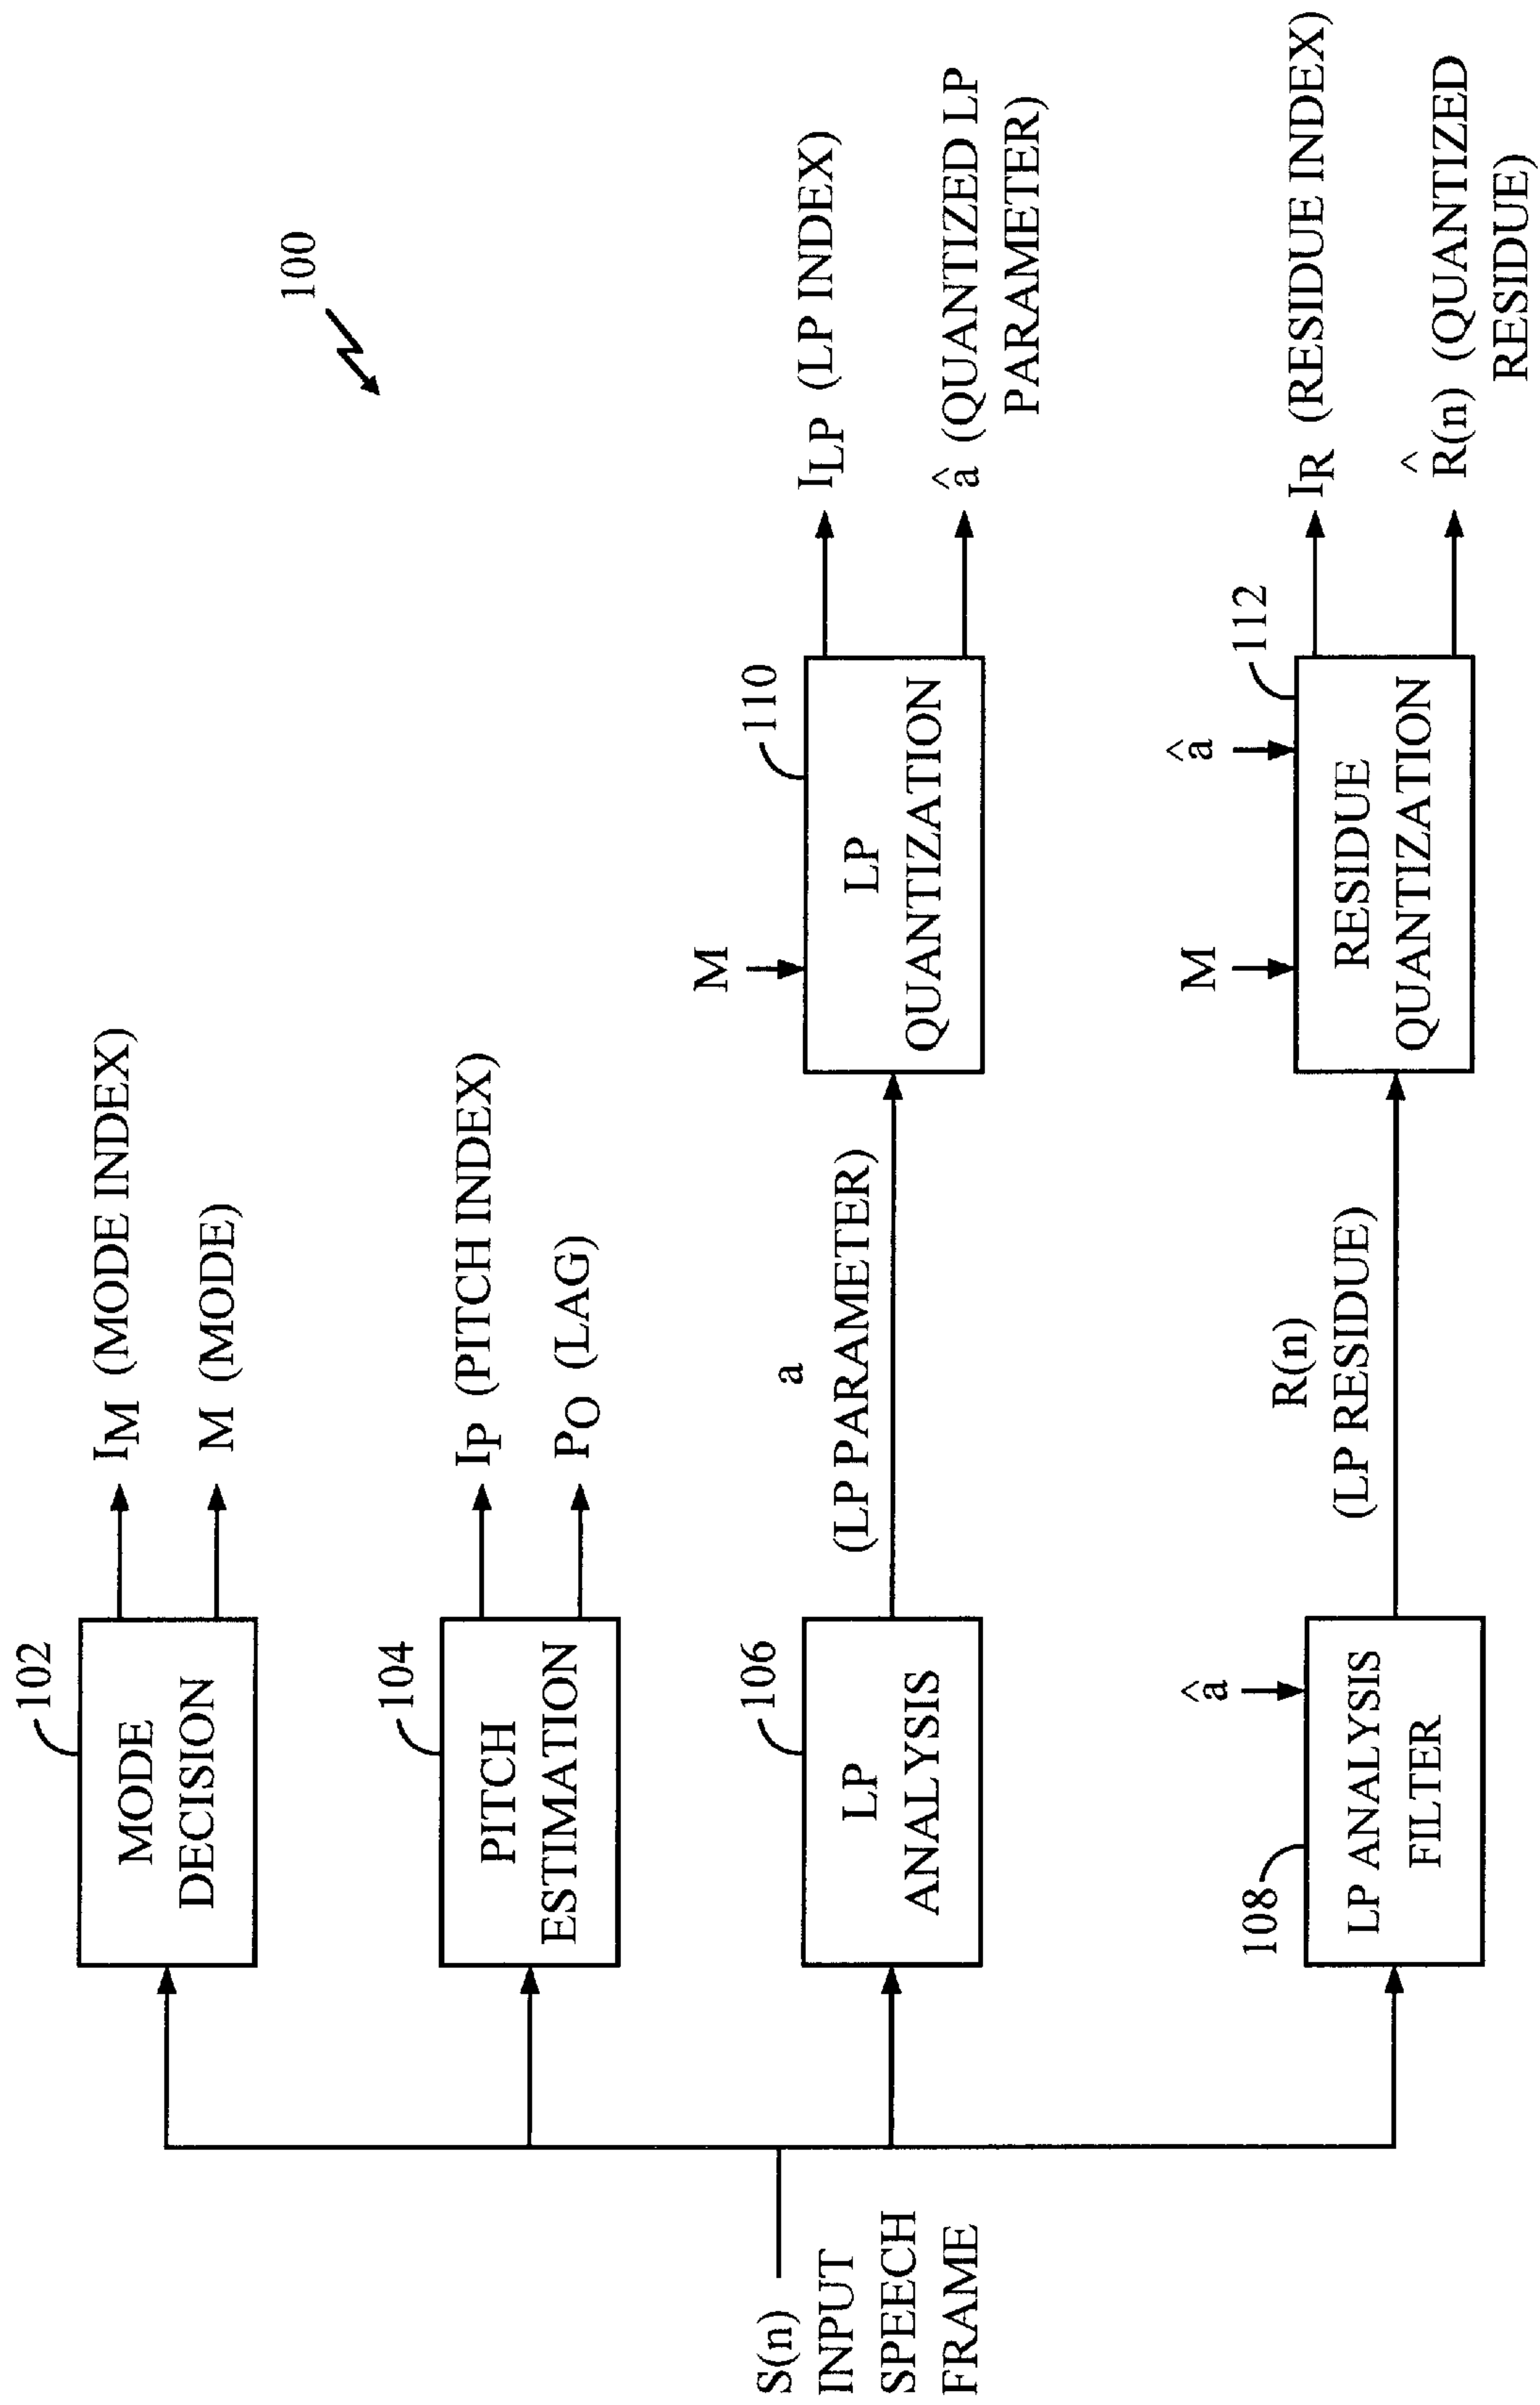 100
102
MODE
DECISION
I_M (MODE INDEX)
M (MODE)
104
PITCH
ESTIMATION
I_P (PITCH INDEX)
P_O (LAG)
S(n)
INPUT
SPEECH
FRAME
106
LP
ANALYSIS
a
(LP PARAMETER)
M
110
LP
QUANTIZATION
I_LP (LP INDEX)
â (QUANTIZED LP
PARAMETER)
108
â
LP ANALYSIS
FILTER
R(n)
(LP RESIDUE)
M
â
112
RESIDUE
QUANTIZATION
I_R (RESIDUE INDEX)
R̂(n) (QUANTIZED
RESIDUE)